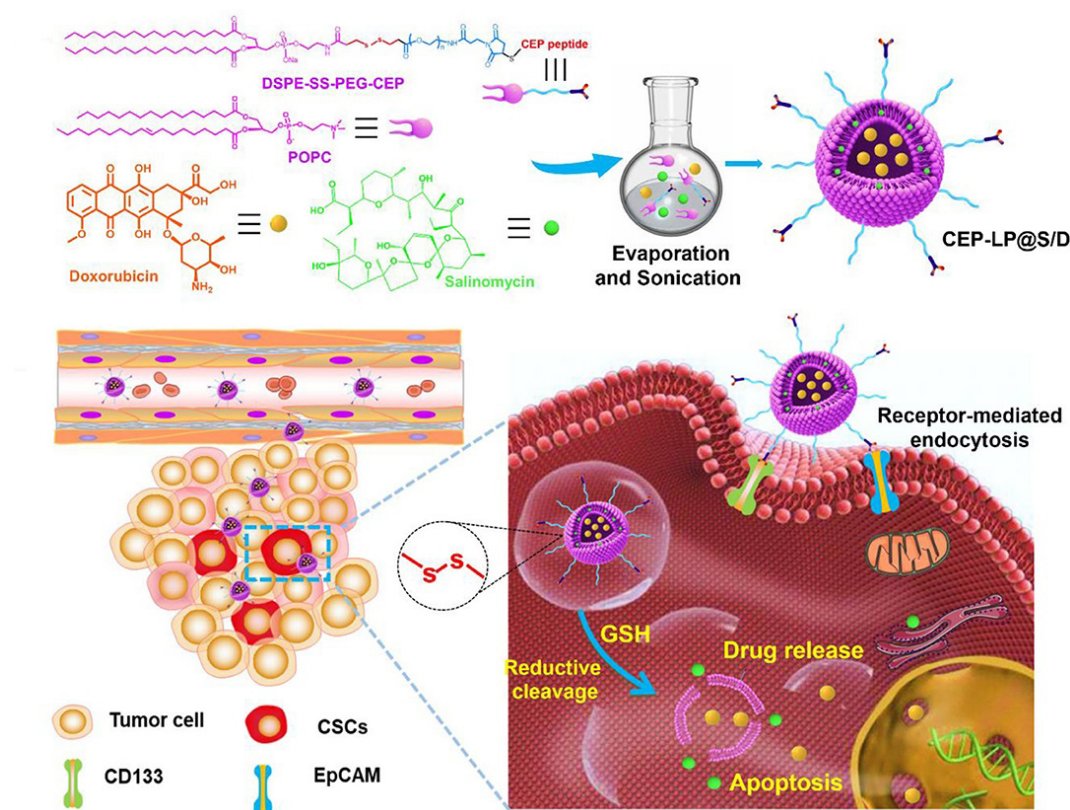 CEP peptide
DSPE-SS-PEG-CEP
POPC
Doxorubicin
Salinomycin
Evaporation
and Sonication
CEP-LP@S/D
Receptor-mediated
endocytosis
S S
GSH
Reductive
cleavage
Drug release
Apoptosis
Tumor cell
CSCs
CD133
EpCAM